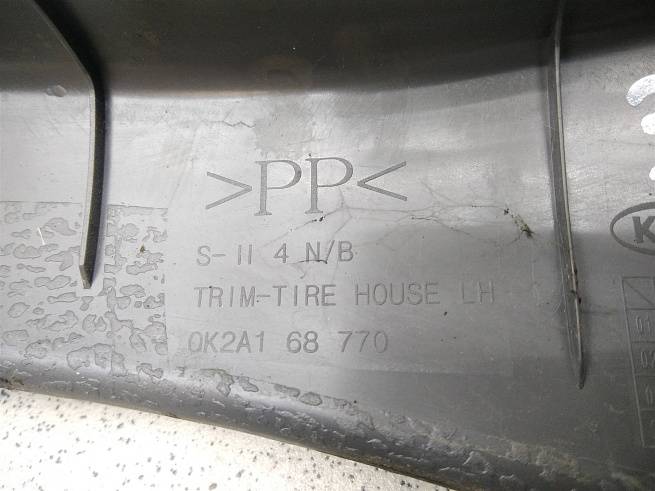 >PP<
S-II 4 N/B
TRIM-TIRE HOUSE LH
0K2A1 68 770